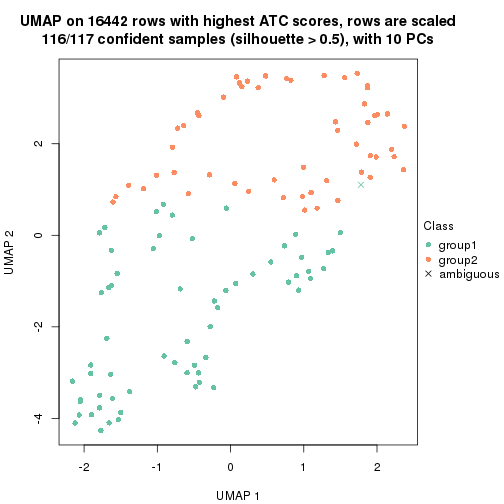 UMAP on 16442 rows with highest ATC scores, rows are scaled
116/117 confident samples (silhouette > 0.5), with 10 PCs
2
0
-2
-4
UMAP 2
-2
-1
0
1
2
UMAP 1
Class
group1
group2
ambiguous